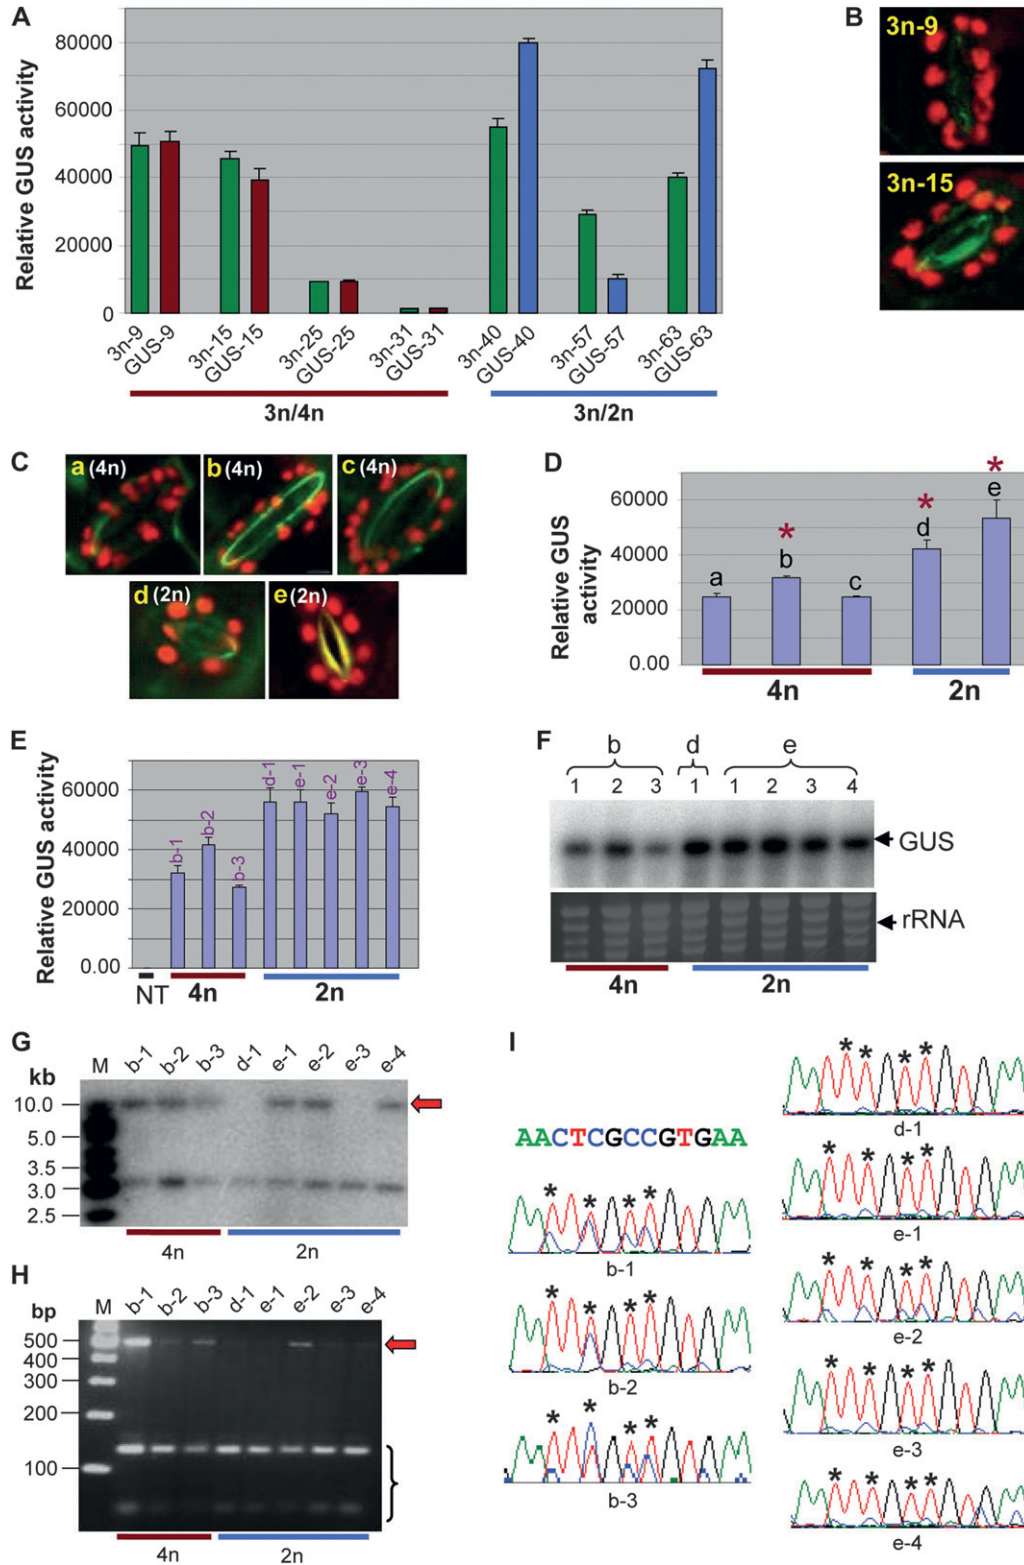 A
Relative GUS activity
80000
60000
40000
20000
0
3n-9
GUS-9
3n-15
GUS-15
3n-25
GUS-25
3n-31
GUS-31
3n-40
GUS-40
3n-57
GUS-57
3n-63
GUS-63
3n/4n
3n/2n
B
3n-9
3n-15
C
a (4n)
b (4n)
c (4n)
d (2n)
e (2n)
D
Relative GUS
activity
60000
40000
20000
0.00
a
*
b
c
*
d
*
e
4n
2n
E
Relative GUS activity
60000
40000
20000
0.00
b-1
b-2
b-3
d-1
e-1
e-2
e-3
e-4
NT
4n
2n
F
b
d
e
1 2 3 1 1 2 3 4
GUS
rRNA
4n
2n
G
M b-1 b-2 b-3 d-1 e-1 e-2 e-3 e-4
kb
10.0
5.0
3.5
3.0
2.5
4n
2n
H
M b-1 b-2 b-3 d-1 e-1 e-2 e-3 e-4
bp
500
400
300
200
100
4n
2n
I
AACTCGCCGTGAA
* * * *
b-1
* * * *
b-2
* * * *
b-3
* * * *
d-1
* * * *
e-1
* * * *
e-2
* * * *
e-3
* * * *
e-4